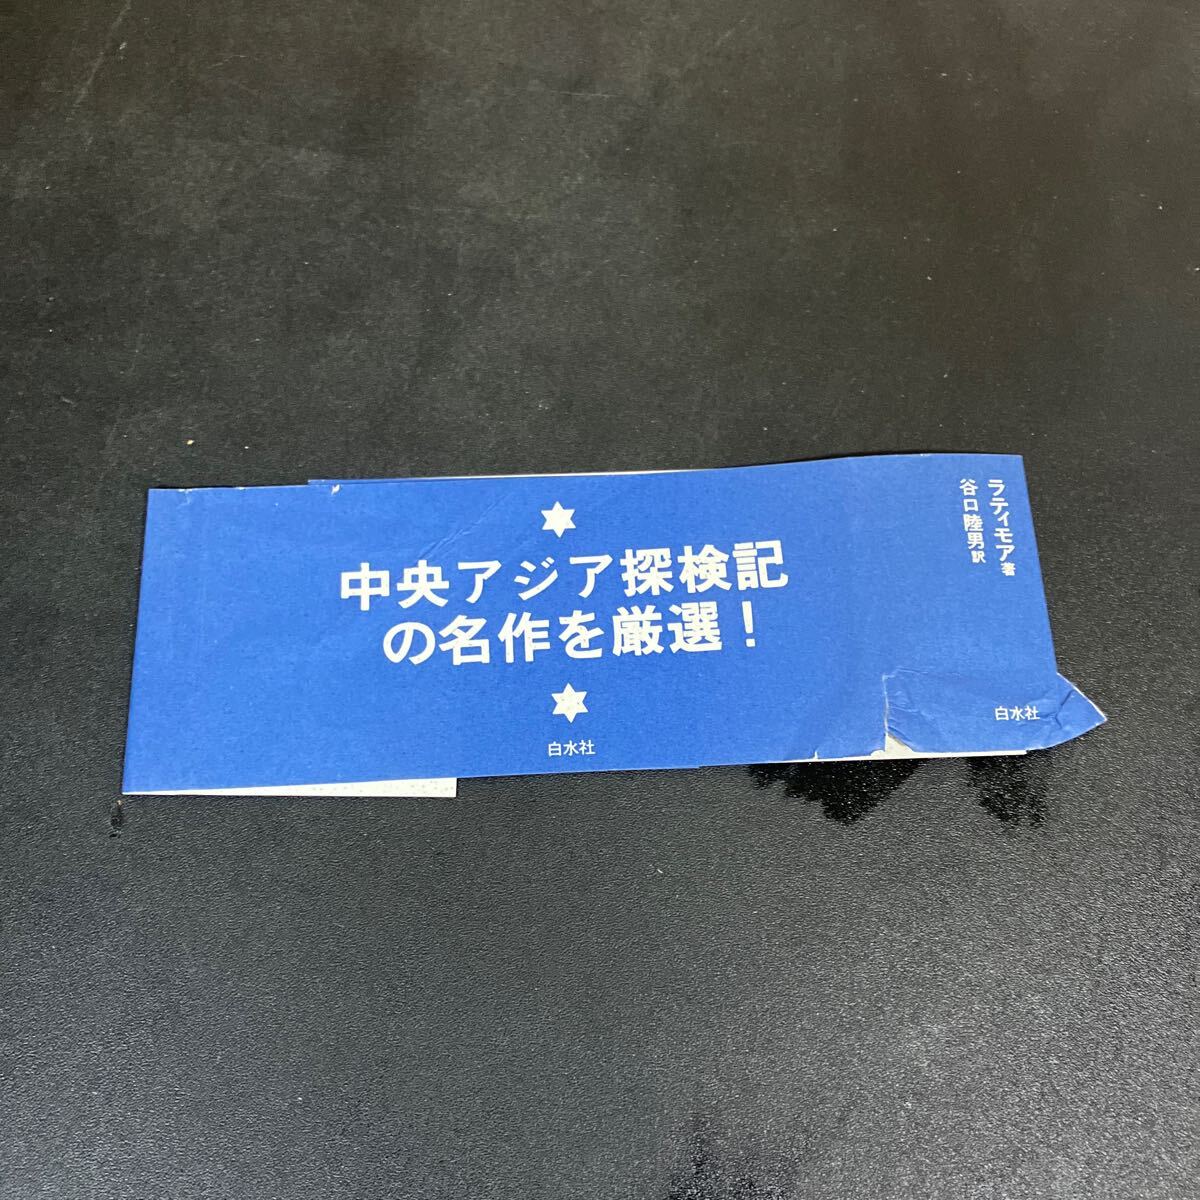 中央アジア探検記
の名作を厳選！
白水社
ラティモア著
谷口陸男訳
白水社